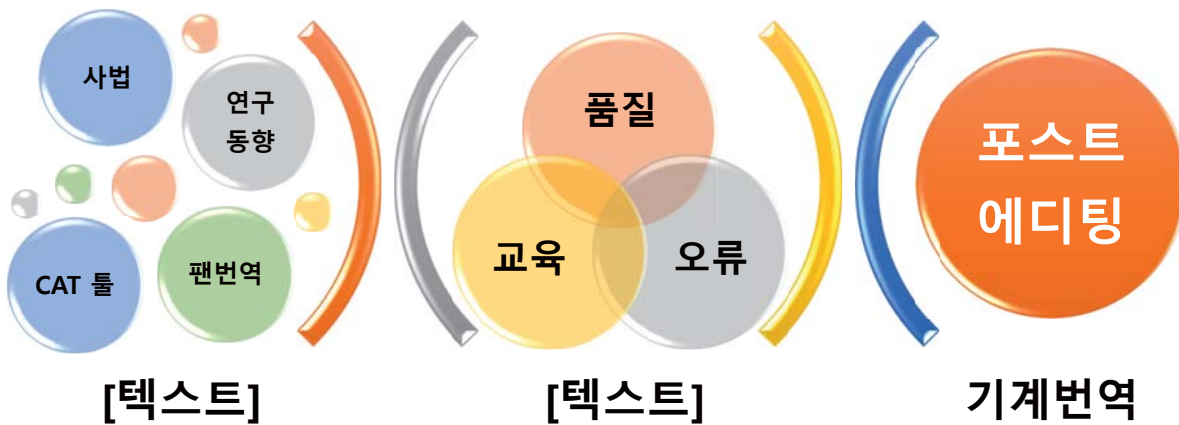 사법
연구
동향
CAT 툴
팬번역
[텍스트]
품질
교육
오류
[텍스트]
포스트
에디팅
기계번역